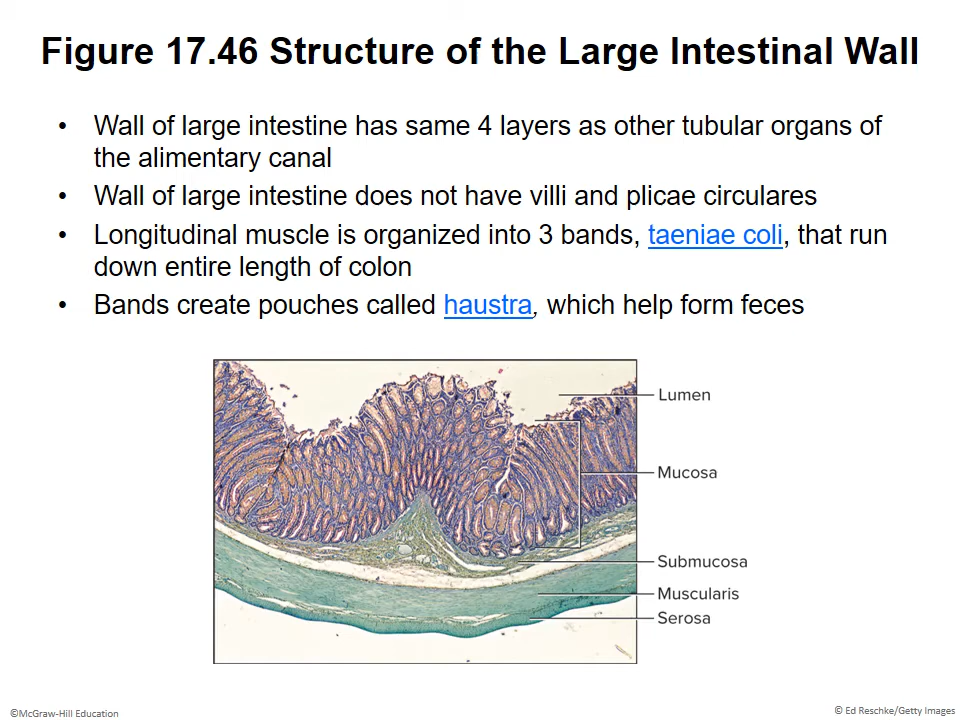 Figure 17.46 Structure of the Large Intestinal Wall
• Wall of large intestine has same 4 layers as other tubular organs of
the alimentary canal
• Wall of large intestine does not have villi and plicae circulares
• Longitudinal muscle is organized into 3 bands, taeniae coli, that run
down entire length of colon
• Bands create pouches called haustra, which help form feces
Lumen
Mucosa
Submucosa
Muscularis
Serosa
©McGraw-Hill Education
© Ed Reschke/Getty Images